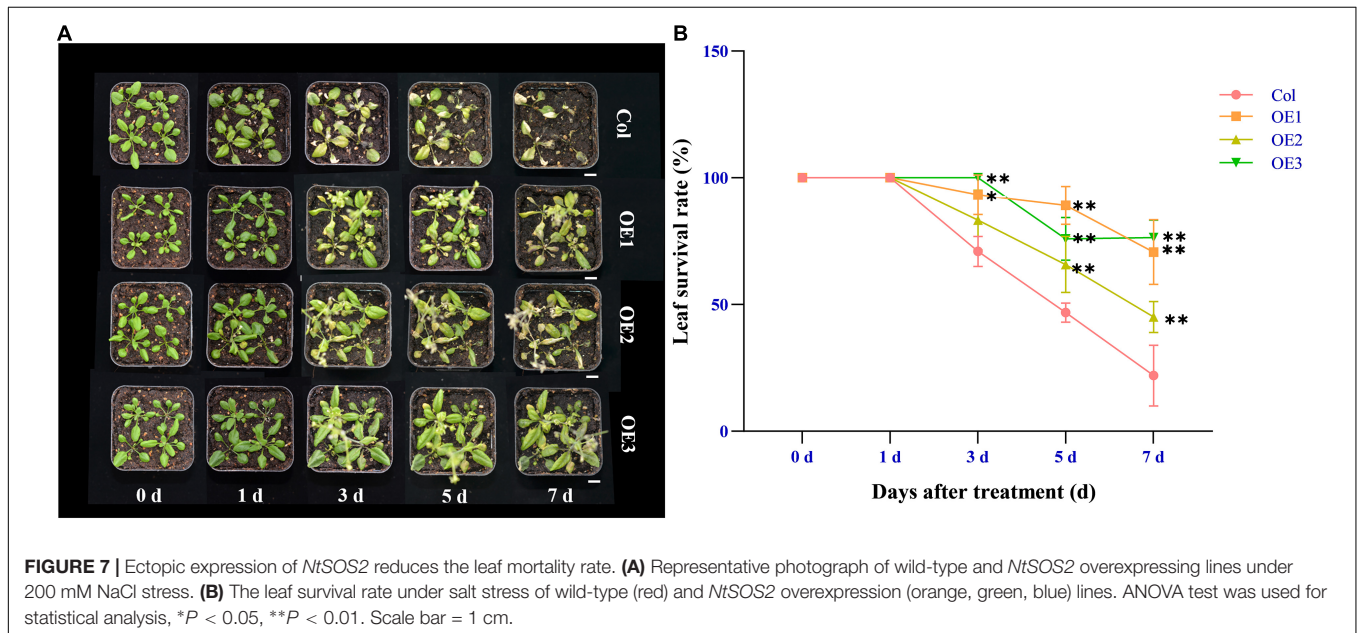 A
Col
OE1
OE2
OE3
0 d 1 d 3 d 5 d 7 d
B
150
100
50
0
Leaf survival rate (%)
0 d 1 d 3 d 5 d 7 d
Days after treatment (d)
Col
OE1
OE2
OE3
**
*
**
**
**
**
**
**
FIGURE 7 | Ectopic expression of NtSOS2 reduces the leaf mortality rate. (A) Representative photograph of wild-type and NtSOS2 overexpressing lines under
200 mM NaCl stress. (B) The leaf survival rate under salt stress of wild-type (red) and NtSOS2 overexpression (orange, green, blue) lines. ANOVA test was used for
statistical analysis, *P < 0.05, **P < 0.01. Scale bar = 1 cm.